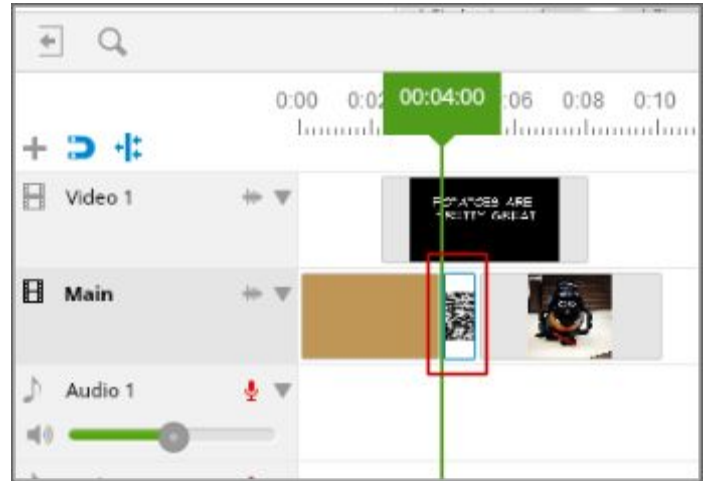 0:00 0:02 00:04:00 :06 0:08 0:10
Video 1
POTATOES ARE
PRETTY GREAT
Main
Audio 1